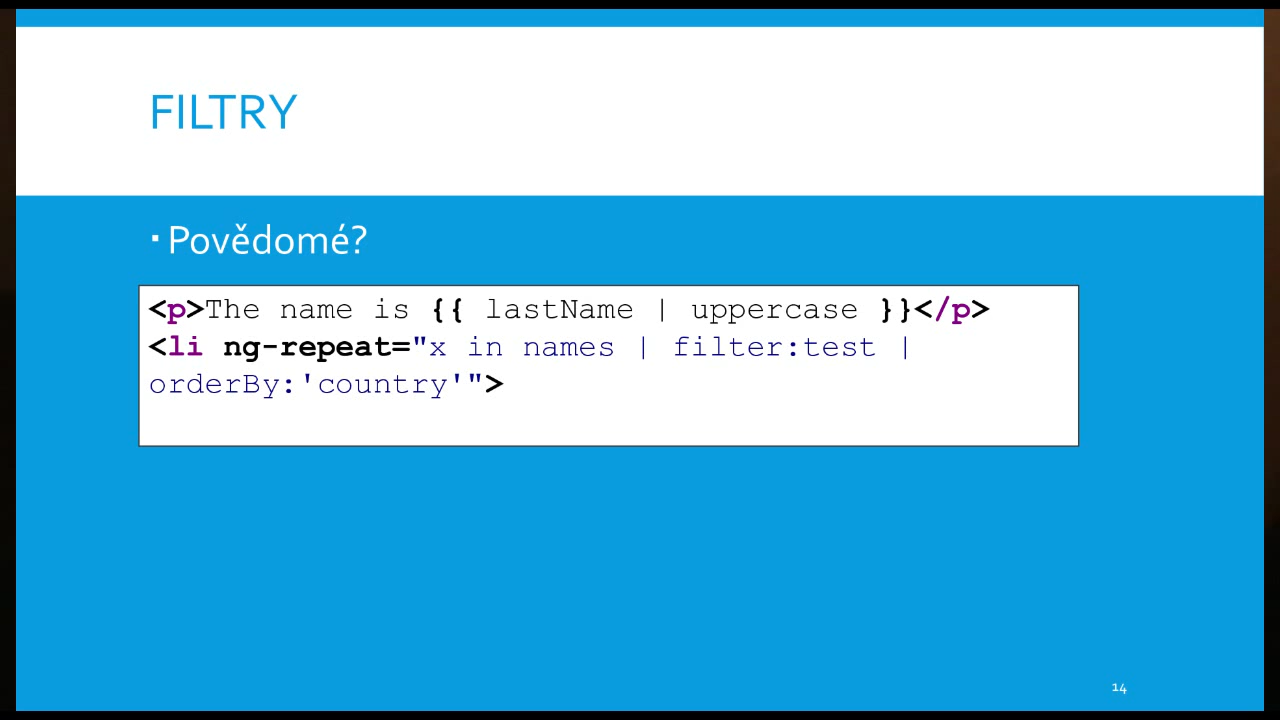 FILTRY
▪ Povědomé?
<p>The name is {{ lastName | uppercase }}</p>
<li ng-repeat="x in names | filter:test |
orderBy:'country'">
14